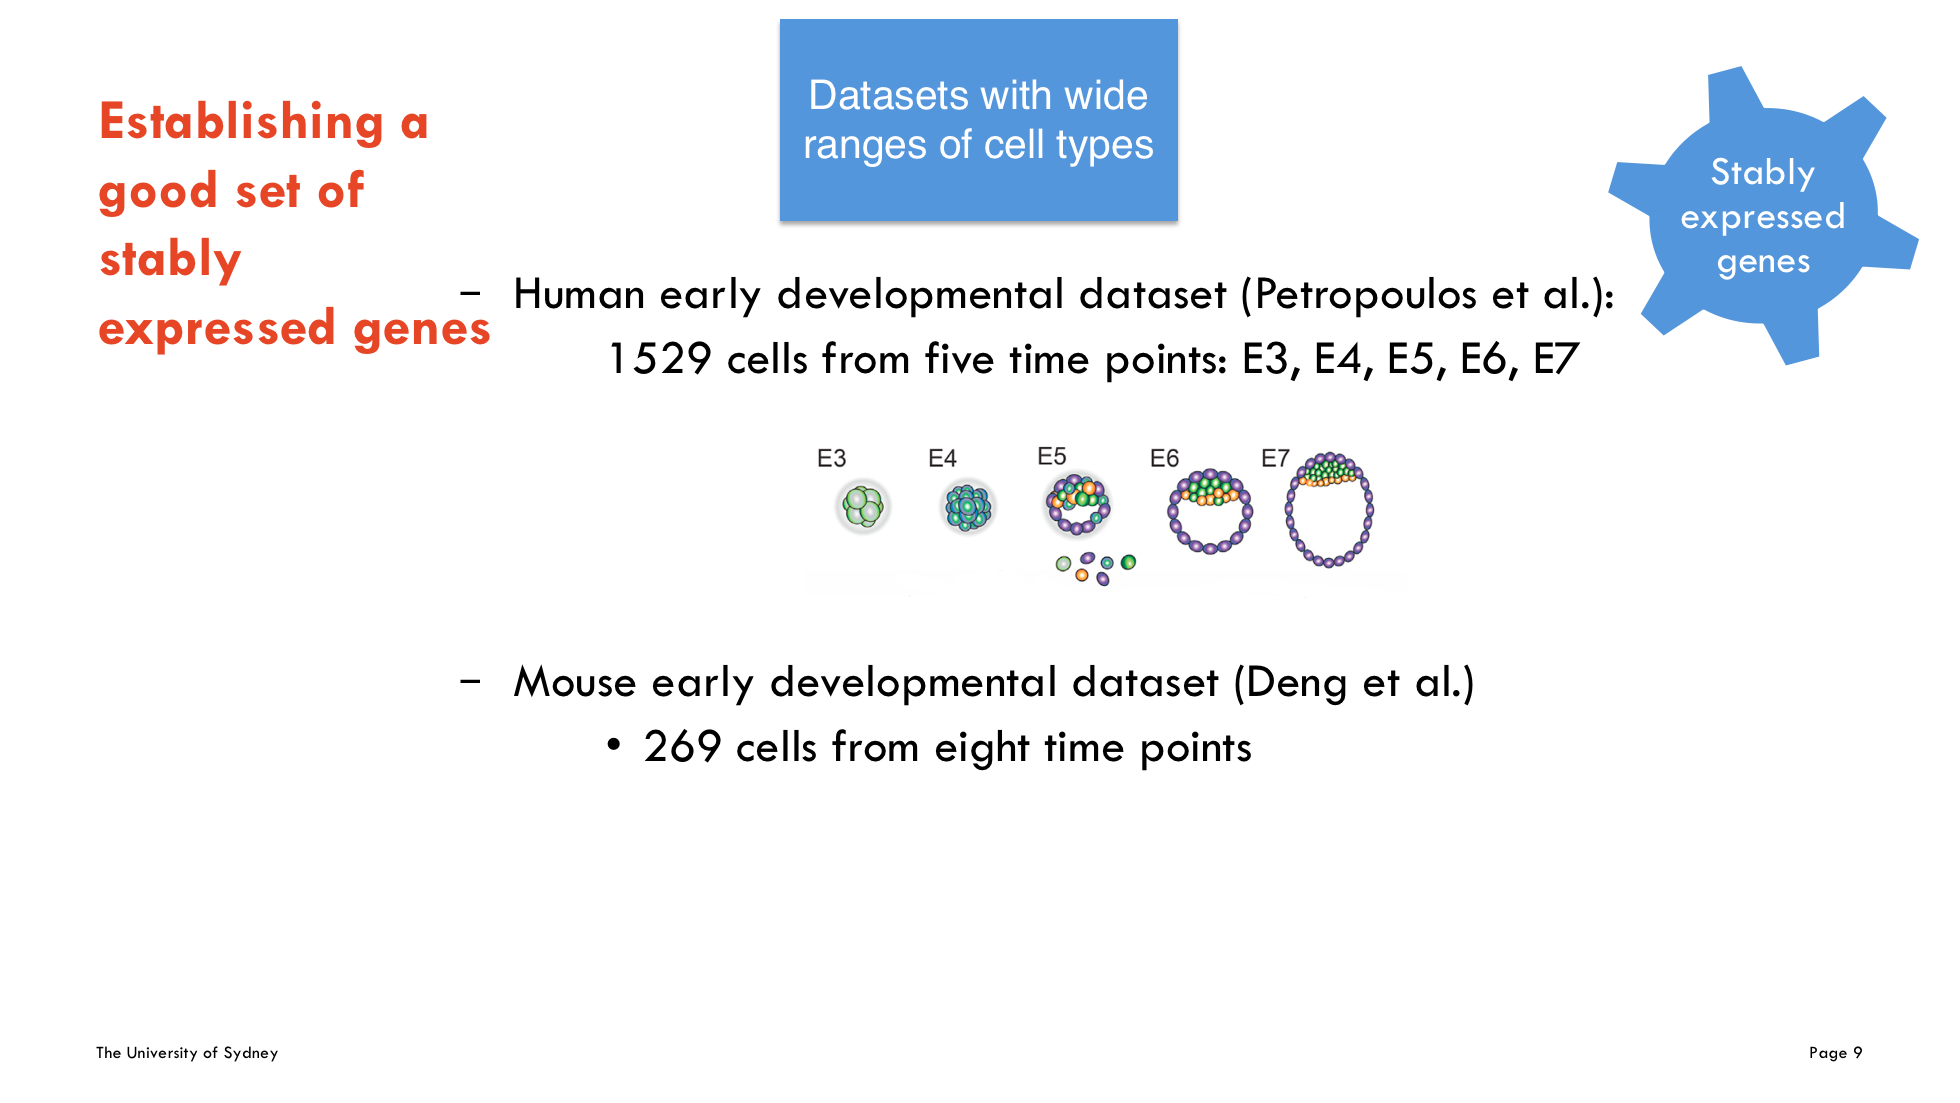 Establishing a
good set of
stably
expressed genes
Datasets with wide
ranges of cell types
Stably
expressed
genes
– Human early developmental dataset (Petropoulos et al.):
1529 cells from five time points: E3, E4, E5, E6, E7
E3 E4 E5 E6 E7
– Mouse early developmental dataset (Deng et al.)
• 269 cells from eight time points
The University of Sydney
Page 9